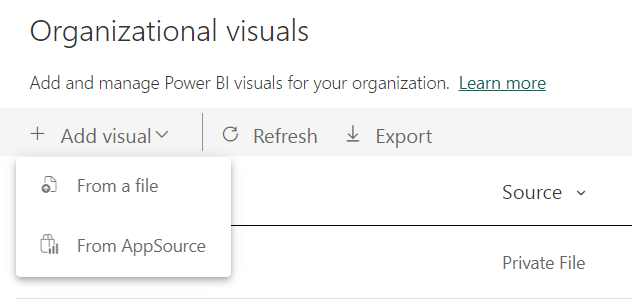 Organizational visuals
Add and manage Power BI visuals for your organization. Learn more
Add visual Refresh Export
From a file
Source
From AppSource
Private File